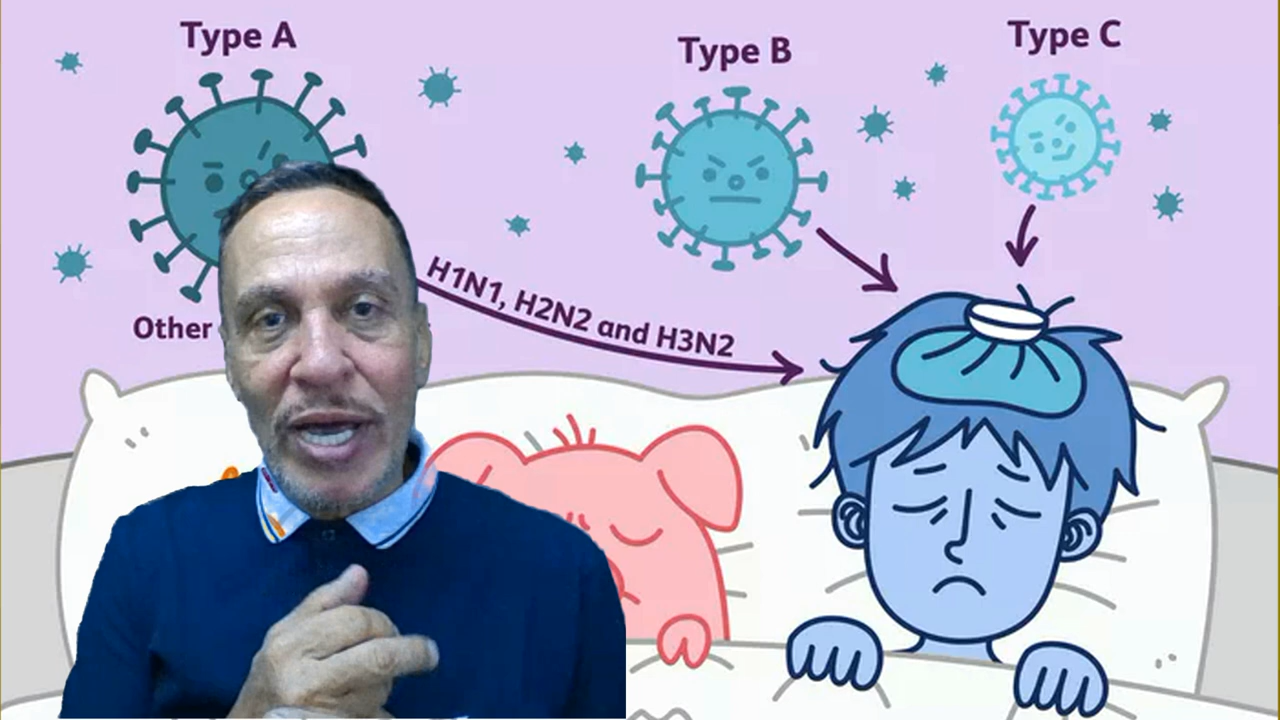 Type A
Type B
Type C
H1N1, H2N2 and H3N2
Other